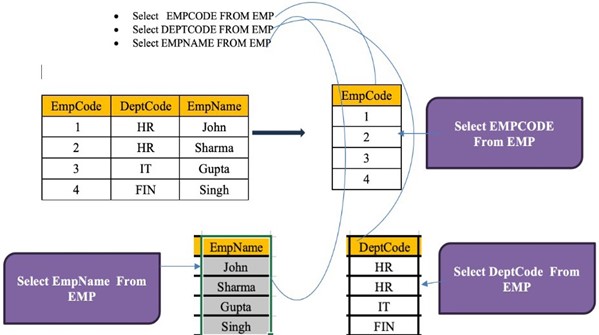 • Select EMPCODE FROM EMP
• Select DEPTCODE FROM EMP
• Select EMPNAME FROM EMP
EmpCode DeptCode EmpName
1 HR John
2 HR Sharma
3 IT Gupta
4 FIN Singh
EmpCode
1
2
3
4
Select EMPCODE
From EMP
Select EmpName From
EMP
EmpName
John
Sharma
Gupta
Singh
DeptCode
HR
HR
IT
FIN
Select DeptCode From
EMP